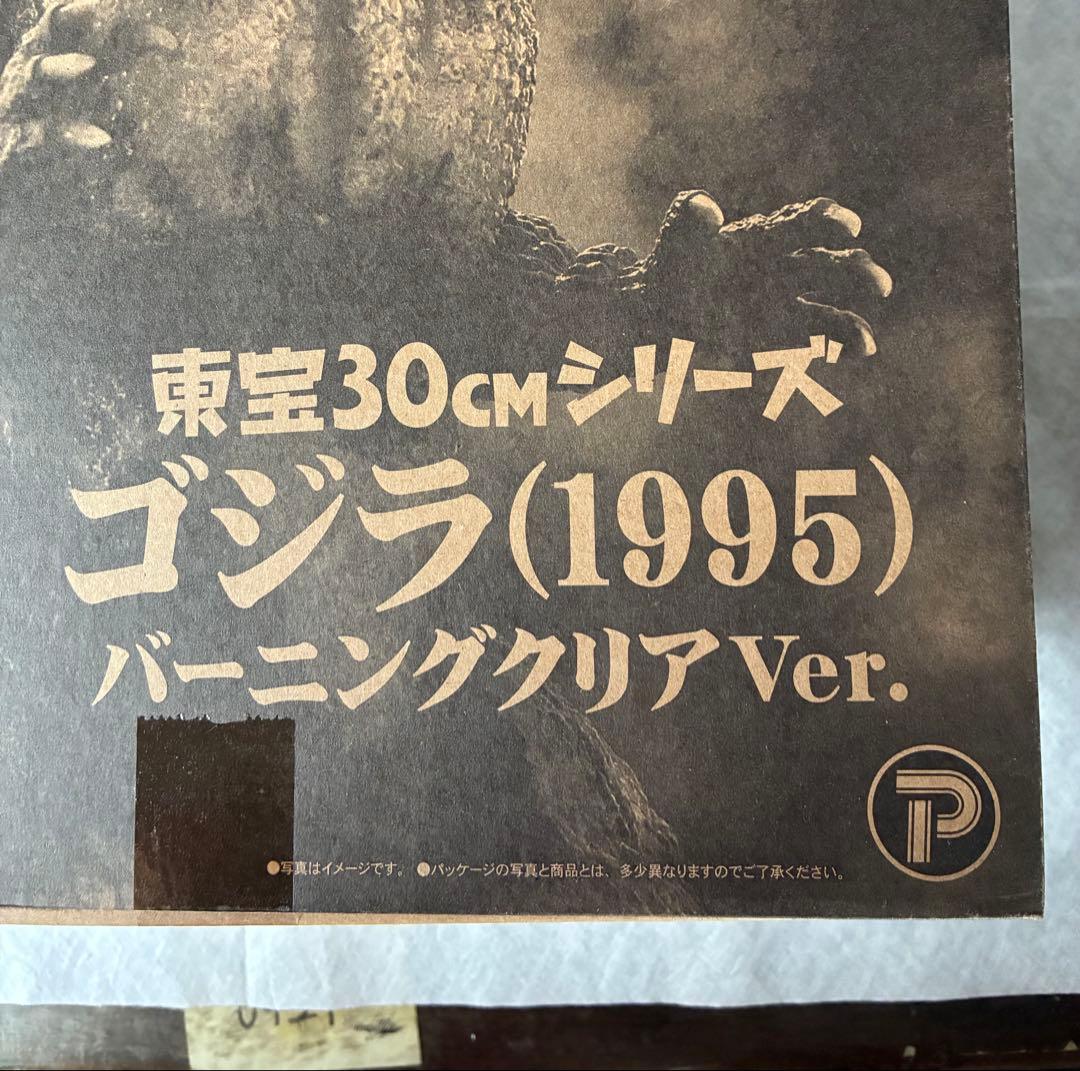 東宝30CMシリーズ
ゴジラ(1995)
バーニングクリアVer.
P
●写真はイメージです。 ●パッケージの写真と商品とは、多少異なりますのでご了承ください。